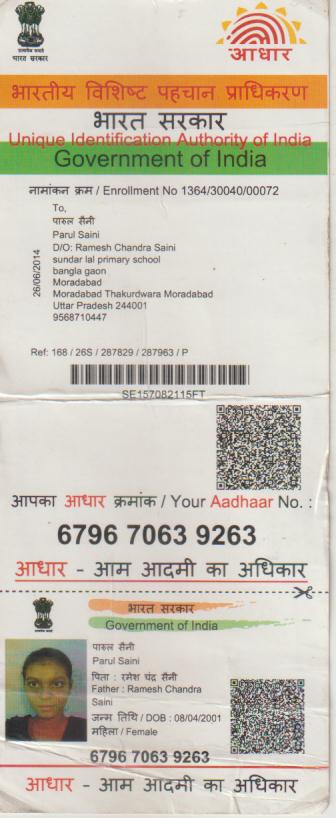 भारत सरकार
आधार
भारतीय विशिष्ट पहचान प्राधिकरण
भारत सरकार
Unique Identification Authority of India
Government of India
नामांकन क्रम / Enrollment No 1364/30040/00072
To,
पारुल सैनी
Parul Saini
D/O: Ramesh Chandra Saini
sundar lal primary school
bangla gaon
Moradabad
Moradabad Thakurdwara Moradabad
Uttar Pradesh 244001
9568710447
26/06/2014
Ref: 168 / 26S / 287829 / 287963 / P
SE157082115FT
आपका आधार क्रमांक / Your Aadhaar No. :
6796 7063 9263
आधार - आम आदमी का अधिकार
भारत सरकार
Government of India
पारुल सैनी
Parul Saini
पिता : रमेश चंद्र सैनी
Father : Ramesh Chandra
Saini
जन्म तिथि / DOB : 08/04/2001
महिला / Female
6796 7063 9263
आधार - आम आदमी का अधिकार